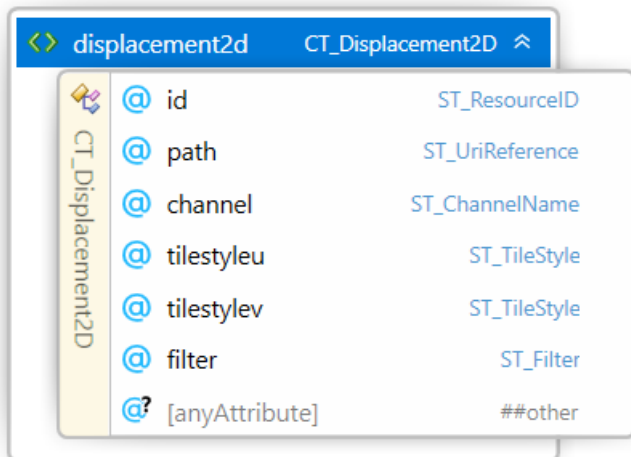 displacement2d CT_Displacement2D
CT_Displacement2D
@ id ST_ResourceID
@ path ST_UriReference
@ channel ST_ChannelName
@ tilestyleu ST_TileStyle
@ tilestylev ST_TileStyle
@ filter ST_Filter
@? [anyAttribute] ##other